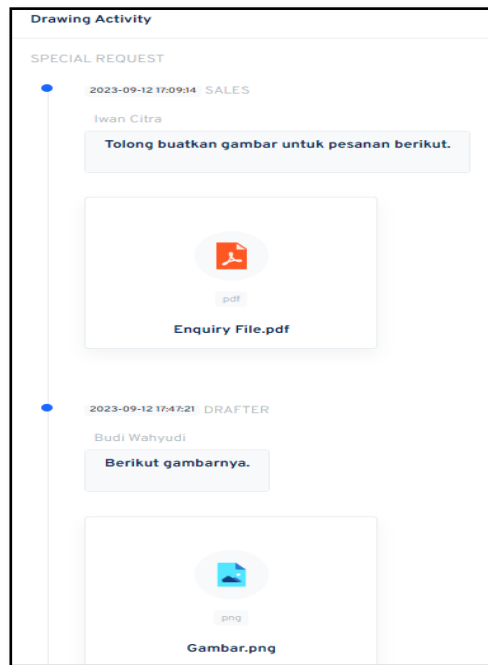 Drawing Activity
SPECIAL REQUEST
2023-09-12 17:09:14 SALES
Iwan Citra
Tolong buatkan gambar untuk pesanan berikut.
pdf
Enquiry File.pdf
2023-09-12 17:47:21 DRAFTER
Budi Wahyudi
Berikut gambarnya.
png
Gambar.png